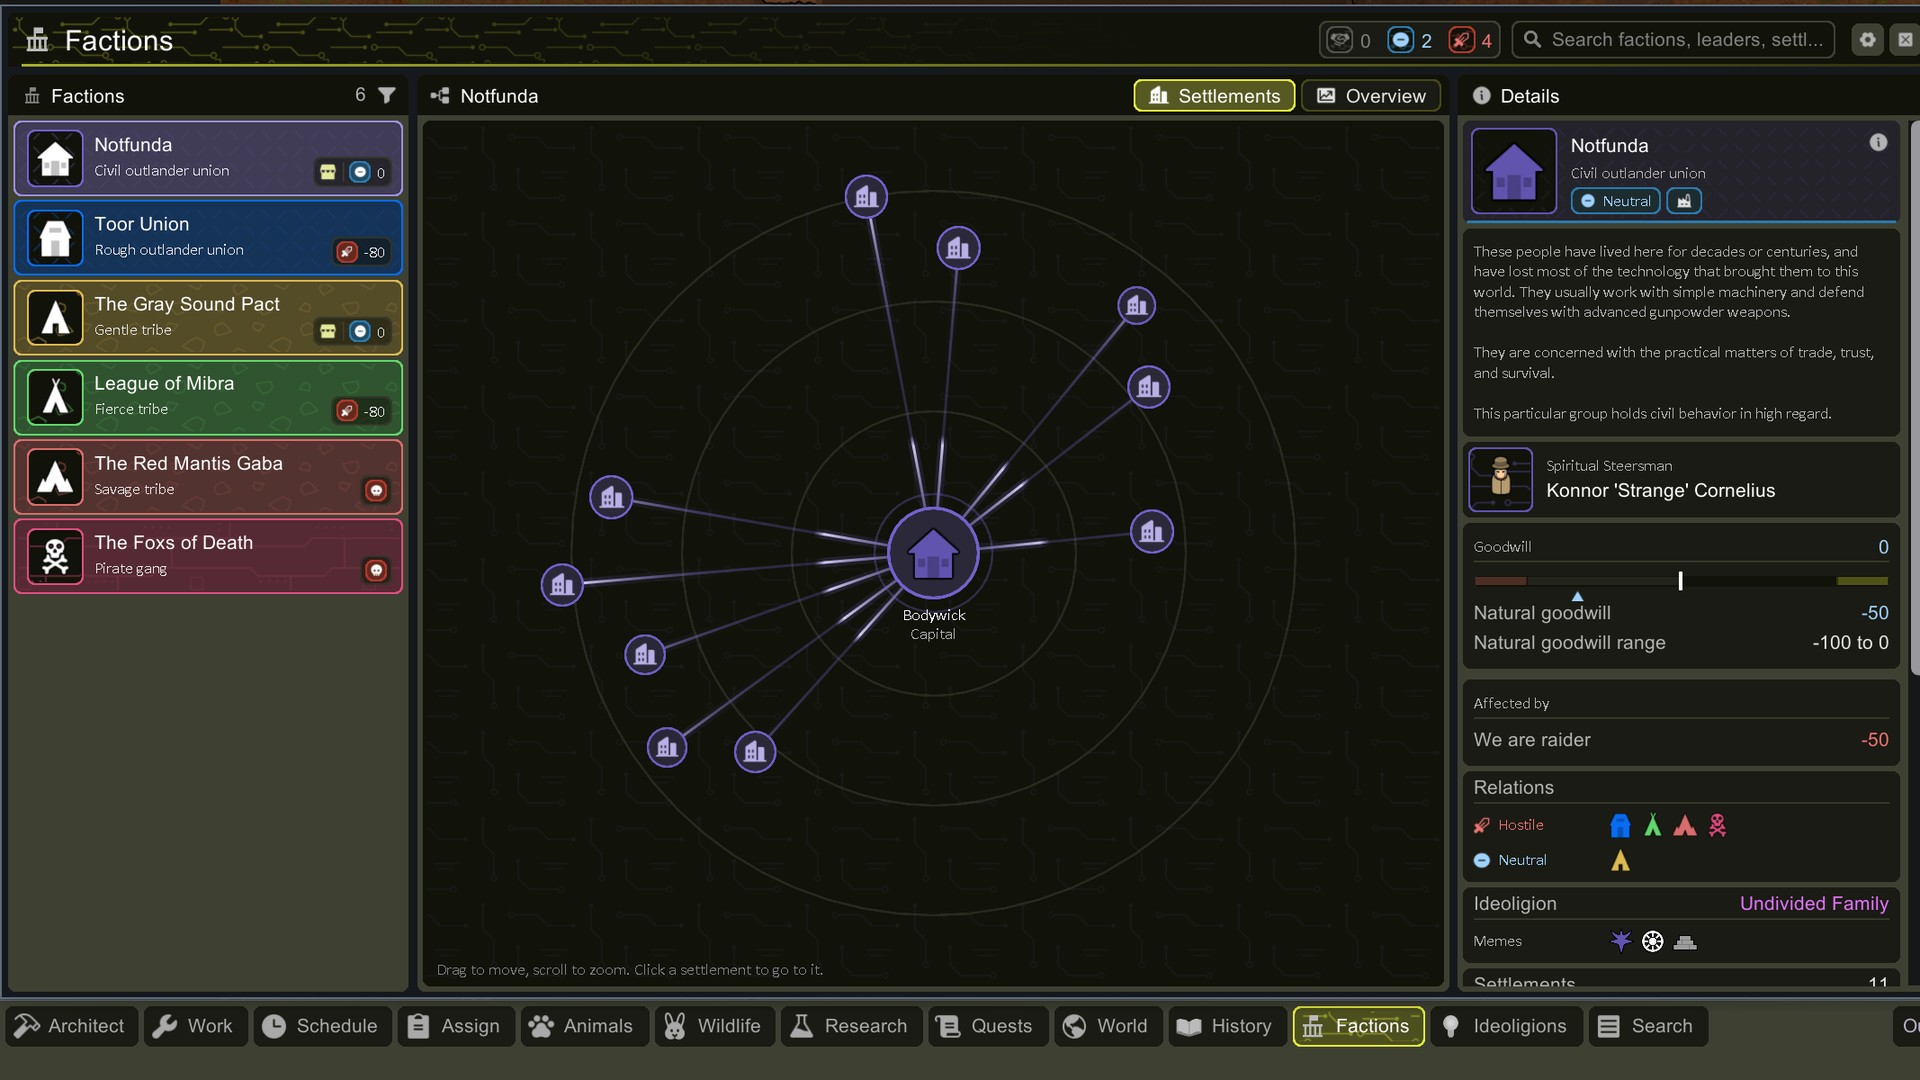 Factions
0 2 4
Search factions, leaders, settl...
Factions 6
Notfunda
Civil outlander union
0
Toor Union
Rough outlander union
-80
The Gray Sound Pact
Gentle tribe
0
League of Mibra
Fierce tribe
-80
The Red Mantis Gaba
Savage tribe
The Foxs of Death
Pirate gang
Notfunda
Settlements
Overview
Bodywick
Capital
Drag to move, scroll to zoom. Click a settlement to go to it.
Details
Notfunda
Civil outlander union
Neutral
These people have lived here for decades or centuries, and
have lost most of the technology that brought them to this
world. They usually work with simple machinery and defend
themselves with advanced gunpowder weapons.
They are concerned with the practical matters of trade, trust,
and survival.
This particular group holds civil behavior in high regard.
Spiritual Steersman
Konnor 'Strange' Cornelius
Goodwill 0
Natural goodwill -50
Natural goodwill range -100 to 0
Affected by
We are raider -50
Relations
Hostile
Neutral
Ideoligion Undivided Family
Memes
Settlements 11
Architect
Work
Schedule
Assign
Animals
Wildlife
Research
Quests
World
History
Factions
Ideoligions
Search